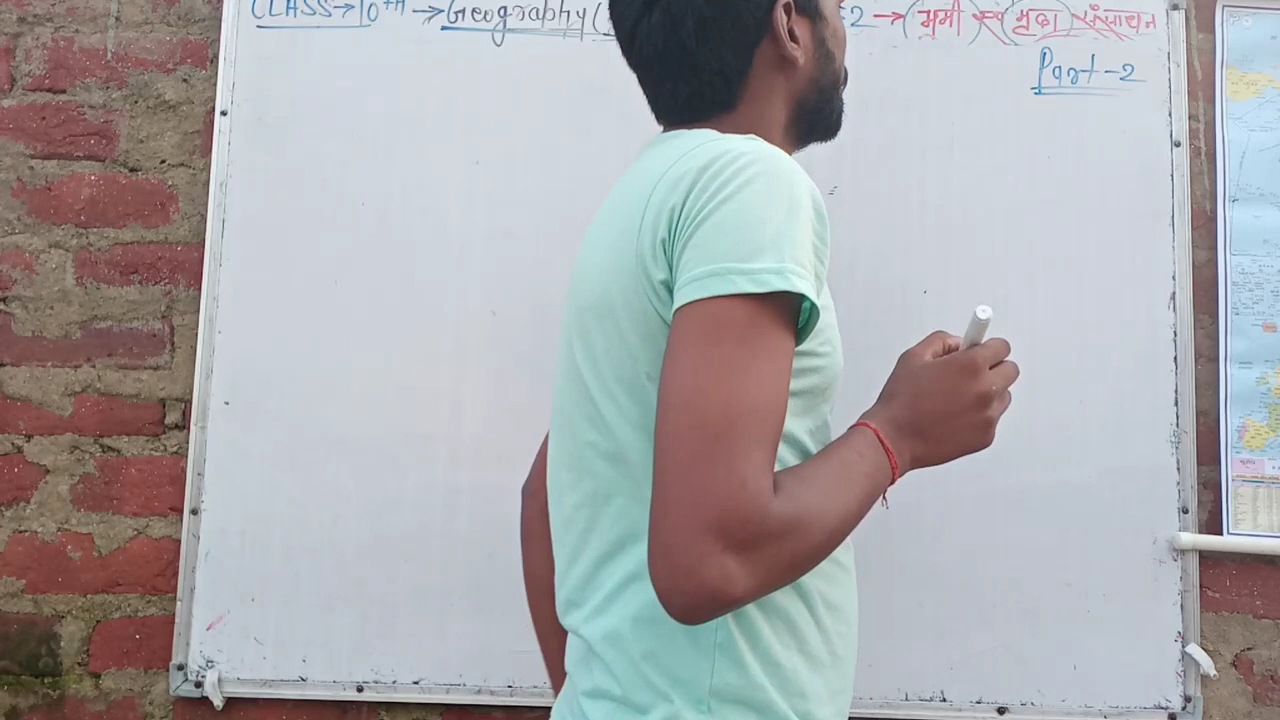 CLASS→10th →Geography( 2 →(भूमी) एवं (मृदा) संसाधन
Part-2